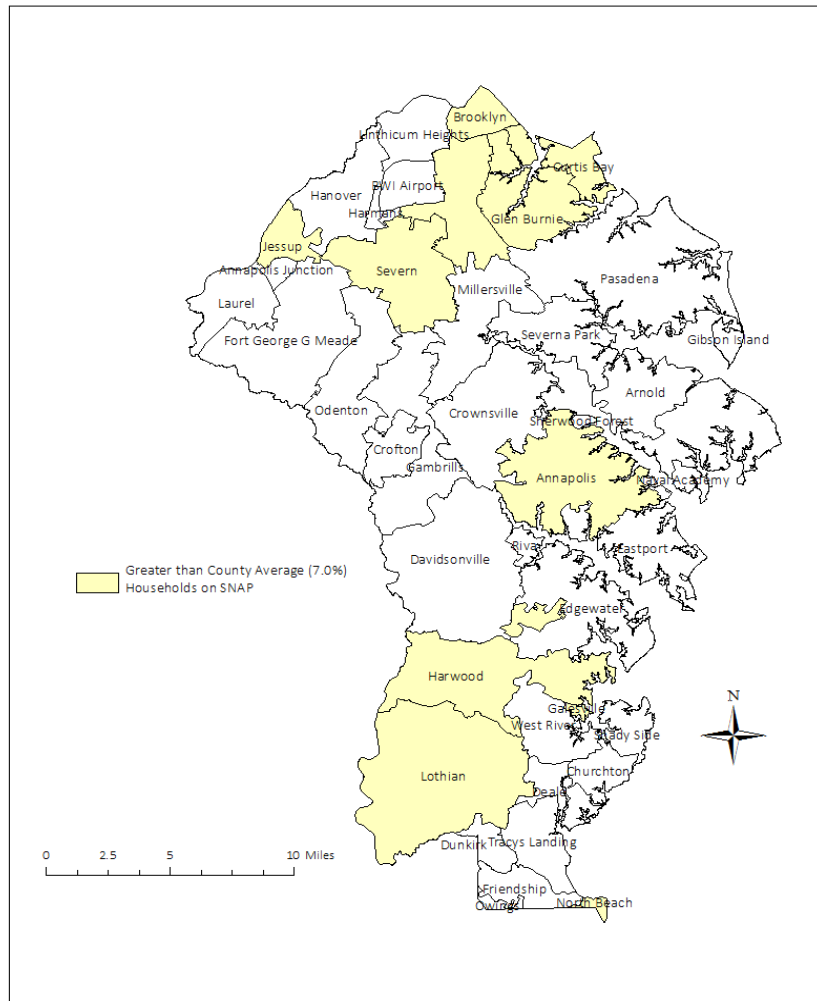 Brooklyn
Linthicum Heights
Curtis Bay
BWI Airport
Hanover
Harmans
Glen Burnie
Jessup
Annapolis Junction
Severn
Pasadena
Millersville
Laurel
Severna Park
Fort George G Meade
Gibson Island
Arnold
Odenton
Crownsville
Sherwood Forest
Crofton
Gambrills
Annapolis
Naval Academy
Riva
Eastport
Davidsonville
Greater than County Average (7.0%)
Households on SNAP
Edgewater
Harwood
N
Galesville
West River
Shady Side
Lothian
Churchton
Deale
Dunkirk
Tracys Landing
0 2.5 5 10 Miles
Friendship
Owings
North Beach